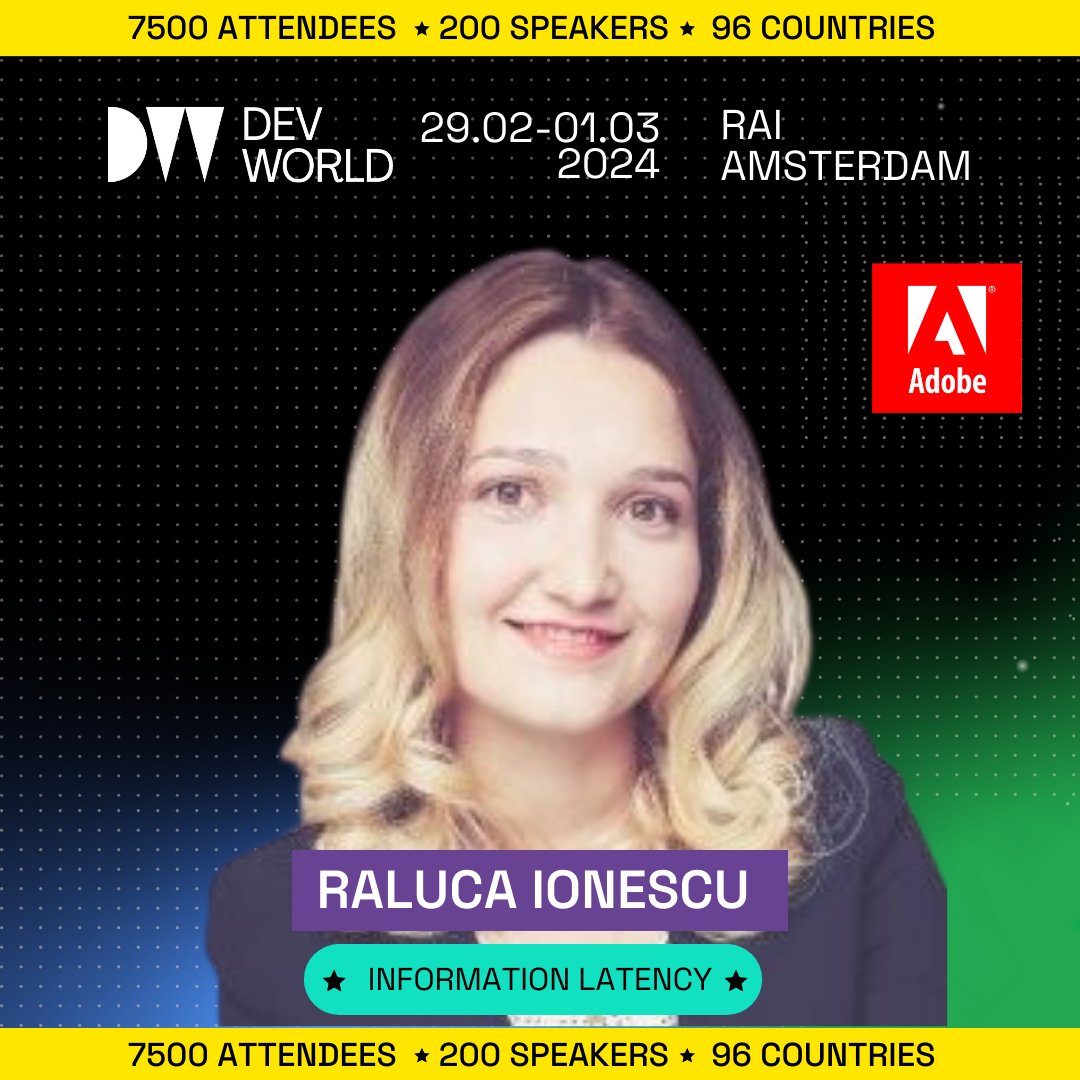 7500 ATTENDEES ★ 200 SPEAKERS ★ 96 COUNTRIES
DEV
WORLD
29.02-01.03
2024
RAI
AMSTERDAM
®
Adobe
RALUCA IONESCU
★ INFORMATION LATENCY ★
7500 ATTENDEES ★ 200 SPEAKERS ★ 96 COUNTRIES